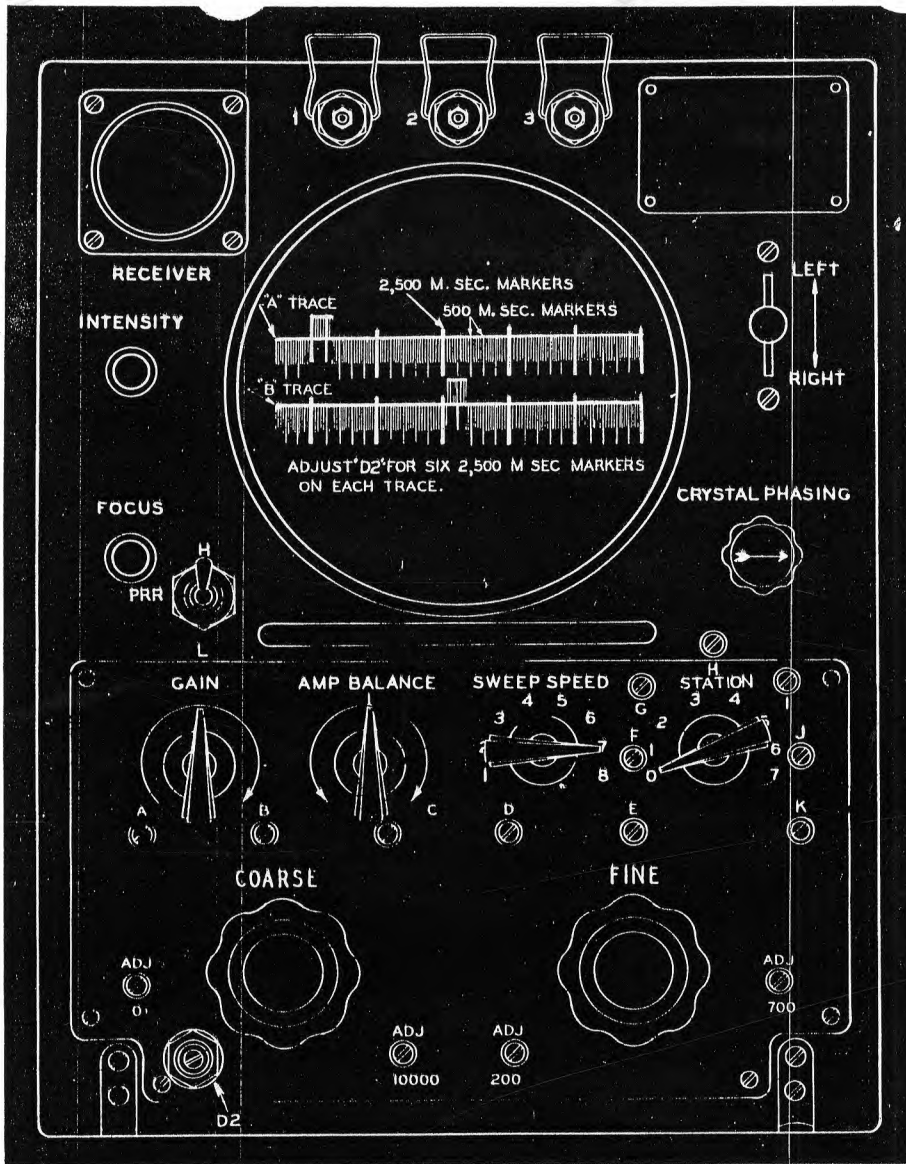 1 2 3
RECEIVER
LEFT
RIGHT
INTENSITY
2,500 M. SEC. MARKERS
"A" TRACE
500 M. SEC. MARKERS
"B" TRACE
ADJUST "D2" FOR SIX 2,500 M SEC MARKERS
ON EACH TRACE.
FOCUS
CRYSTAL PHASING
H
PRR
L
GAIN
AMP BALANCE
SWEEP SPEED
STATION
1 2 3 4 5 6 7 8
0 1 2 3 4 5 6 7
A
B
C
D
E
F
G
H
I
J
K
COARSE
FINE
ADJ
0
ADJ
10000
ADJ
200
ADJ
700
D2